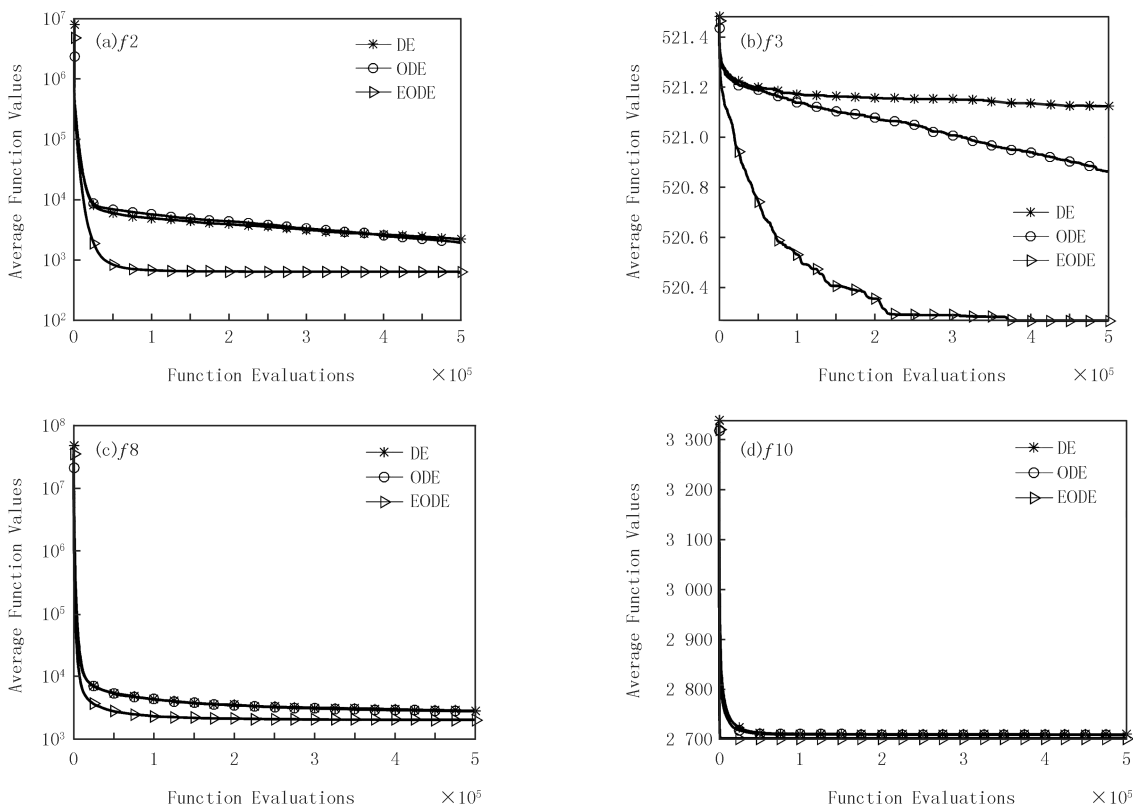 10⁷
10⁶
10⁵
10⁴
10³
10²
Average Function Values
(a)f2
DE
ODE
EODE
0 1 2 3 4 5
Function Evaluations ×10⁵
521.4
521.2
521.0
520.8
520.6
520.4
Average Function Values
(b)f3
DE
ODE
EODE
0 1 2 3 4 5
Function Evaluations ×10⁵
10⁸
10⁷
10⁶
10⁵
10⁴
10³
Average Function Values
(c)f8
DE
ODE
EODE
0 1 2 3 4 5
Function Evaluations ×10⁵
3 300
3 200
3 100
3 000
2 900
2 800
2 700
Average Function Values
(d)f10
DE
ODE
EODE
0 1 2 3 4 5
Function Evaluations ×10⁵